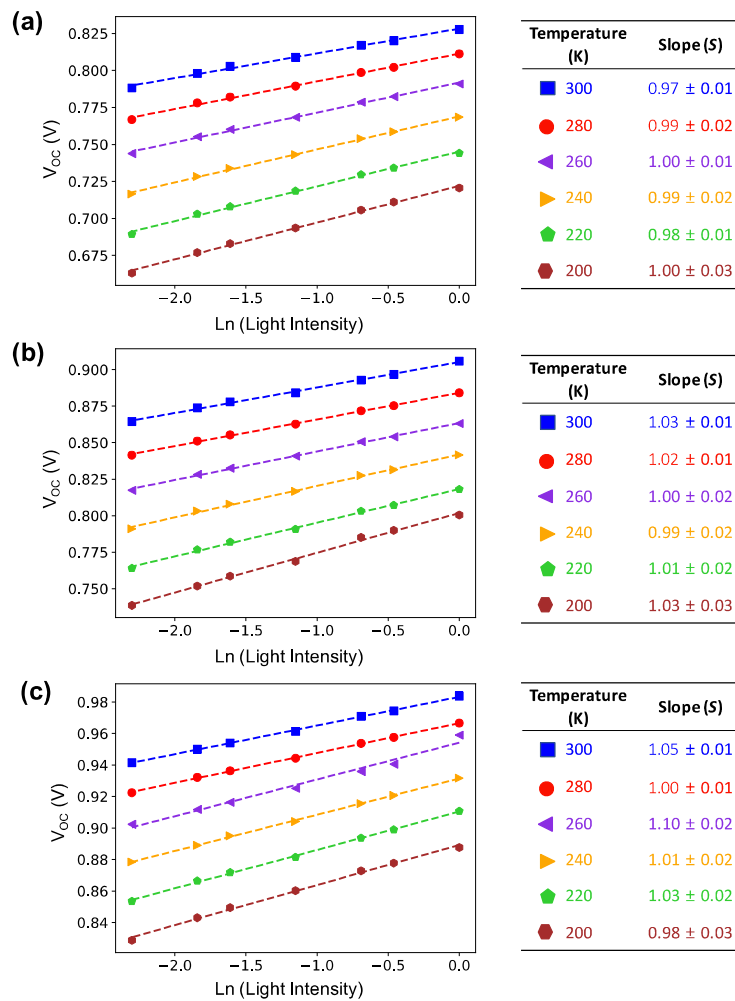 (a)
0.825
0.800
0.775
0.750
0.725
0.700
0.675
V_OC (V)
−2.0 −1.5 −1.0 −0.5 0.0
Ln (Light Intensity)
Temperature (K) Slope (S)
300 0.97 ± 0.01
280 0.99 ± 0.02
260 1.00 ± 0.01
240 0.99 ± 0.02
220 0.98 ± 0.01
200 1.00 ± 0.03
(b)
0.900
0.875
0.850
0.825
0.800
0.775
0.750
V_OC (V)
−2.0 −1.5 −1.0 −0.5 0.0
Ln (Light Intensity)
Temperature (K) Slope (S)
300 1.03 ± 0.01
280 1.02 ± 0.01
260 1.00 ± 0.02
240 0.99 ± 0.02
220 1.01 ± 0.02
200 1.03 ± 0.03
(c)
0.98
0.96
0.94
0.92
0.90
0.88
0.86
0.84
V_OC (V)
−2.0 −1.5 −1.0 −0.5 0.0
Ln (Light Intensity)
Temperature (K) Slope (S)
300 1.05 ± 0.01
280 1.00 ± 0.01
260 1.10 ± 0.02
240 1.01 ± 0.02
220 1.03 ± 0.02
200 0.98 ± 0.03